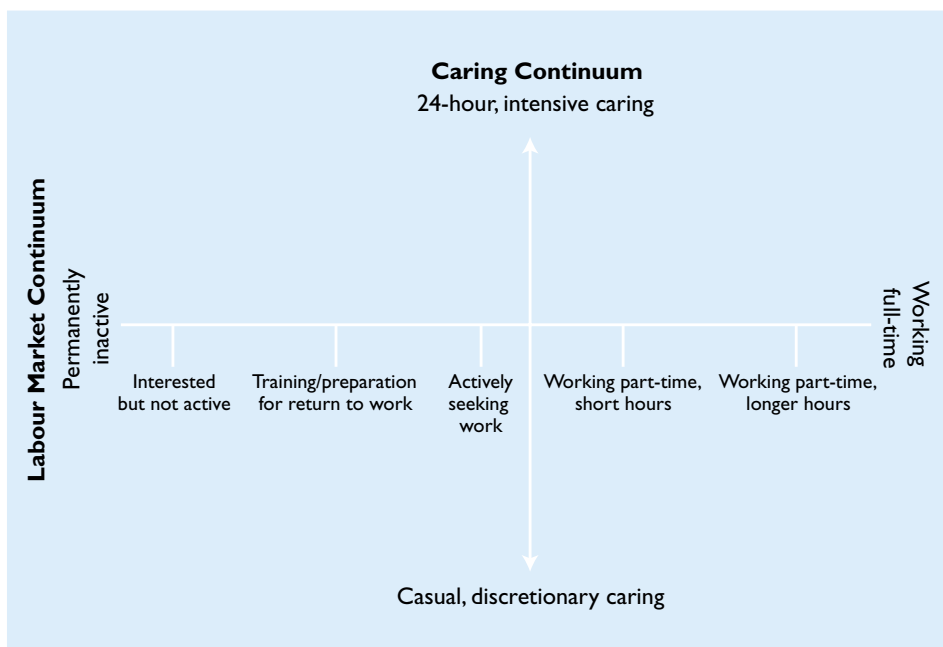 Caring Continuum
24-hour, intensive caring
Labour Market Continuum
Permanently
inactive
Working
full-time
Interested
but not active
Training/preparation
for return to work
Actively
seeking
work
Working part-time,
short hours
Working part-time,
longer hours
Casual, discretionary caring